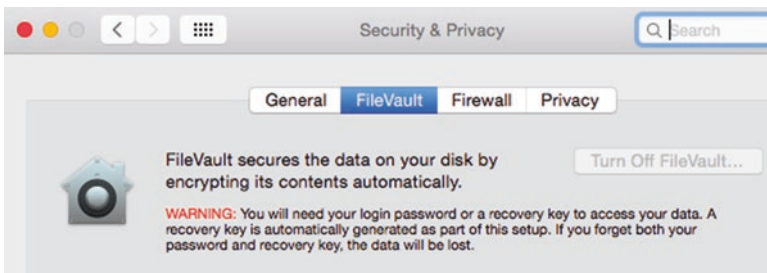 Security & Privacy
Search
General FileVault Firewall Privacy
FileVault secures the data on your disk by
encrypting its contents automatically.
Turn Off FileVault...
WARNING: You will need your login password or a recovery key to access your data. A
recovery key is automatically generated as part of this setup. If you forget both your
password and recovery key, the data will be lost.